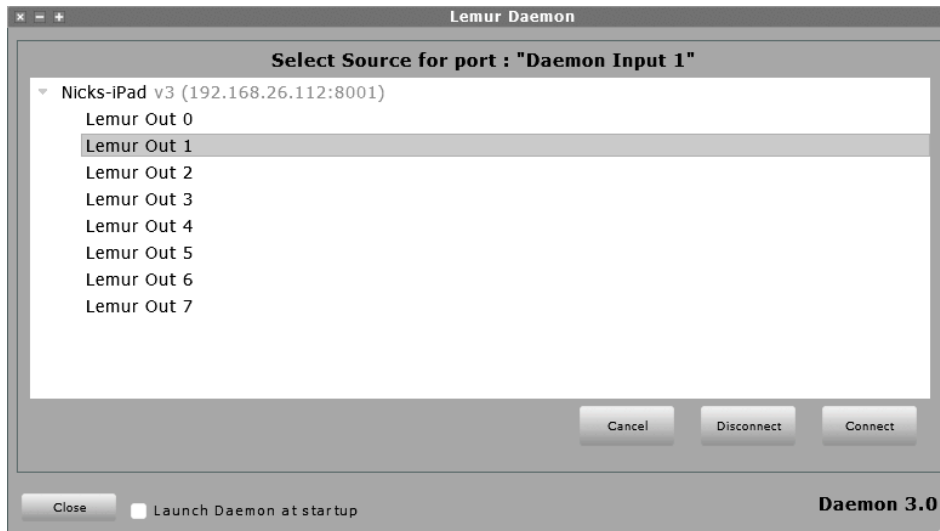 Lemur Daemon
Select Source for port : "Daemon Input 1"
Nicks-iPad v3 (192.168.26.112:8001)
Lemur Out 0
Lemur Out 1
Lemur Out 2
Lemur Out 3
Lemur Out 4
Lemur Out 5
Lemur Out 6
Lemur Out 7
Cancel Disconnect Connect
Close Launch Daemon at startup Daemon 3.0